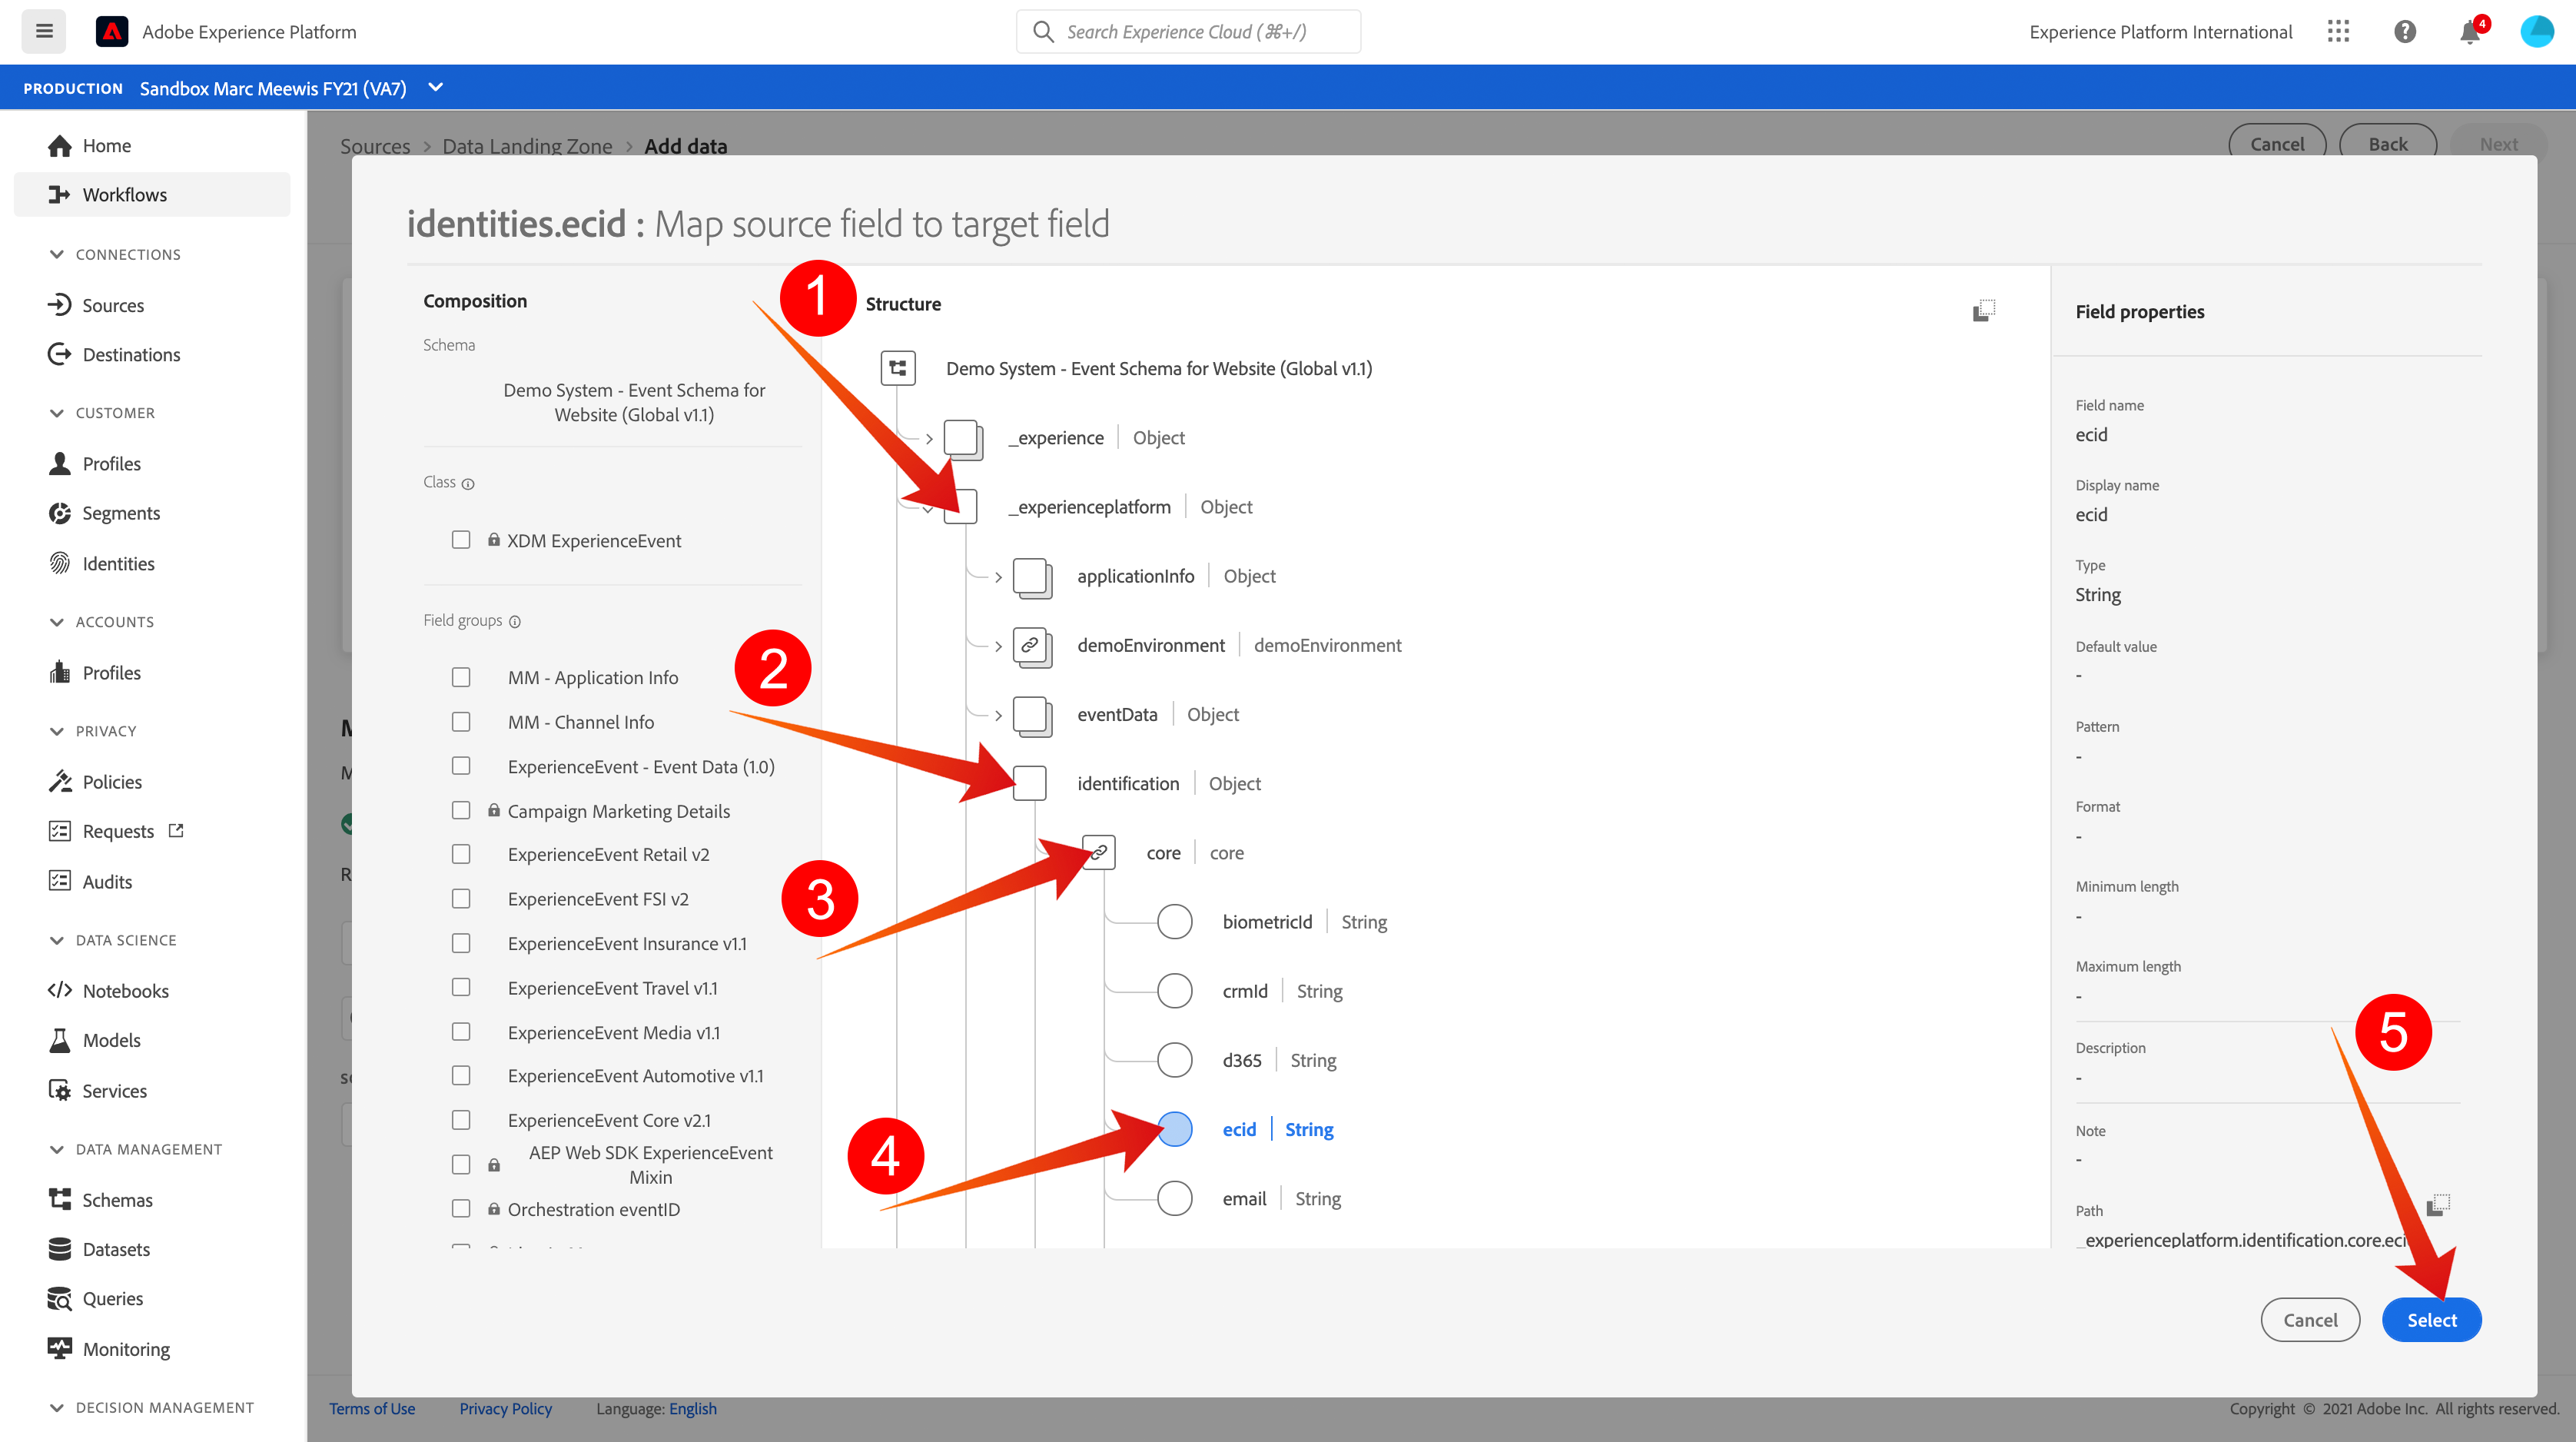 Adobe Experience Platform
Search Experience Cloud (⌘+/)
Experience Platform International
4
PRODUCTION Sandbox Marc Meewis FY21 (VA7)
Home
Workflows
CONNECTIONS
Sources
Destinations
CUSTOMER
Profiles
Segments
Identities
ACCOUNTS
Profiles
PRIVACY
Policies
Requests
Audits
DATA SCIENCE
Notebooks
Models
Services
DATA MANAGEMENT
Schemas
Datasets
Queries
Monitoring
DECISION MANAGEMENT
Sources > Data Landing Zone > Add data
Cancel
Back
Next
identities.ecid : Map source field to target field
Composition
Schema
Demo System - Event Schema for
Website (Global v1.1)
Class
XDM ExperienceEvent
Field groups
MM - Application Info
MM - Channel Info
ExperienceEvent - Event Data (1.0)
Campaign Marketing Details
ExperienceEvent Retail v2
ExperienceEvent FSI v2
ExperienceEvent Insurance v1.1
ExperienceEvent Travel v1.1
ExperienceEvent Media v1.1
ExperienceEvent Automotive v1.1
ExperienceEvent Core v2.1
AEP Web SDK ExperienceEvent
Mixin
Orchestration eventID
1
2
3
4
5
Structure
Demo System - Event Schema for Website (Global v1.1)
_experience | Object
_experienceplatform | Object
applicationInfo | Object
demoEnvironment | demoEnvironment
eventData | Object
identification | Object
core | core
biometricId | String
crmId | String
d365 | String
ecid | String
email | String
Field properties
Field name
ecid
Display name
ecid
Type
String
Default value
-
Pattern
-
Format
-
Minimum length
-
Maximum length
-
Description
-
Note
-
Path
_experienceplatform.identification.core.eci
Cancel
Select
Terms of Use
Privacy Policy
Language: English
Copyright © 2021 Adobe Inc. All rights reserved.